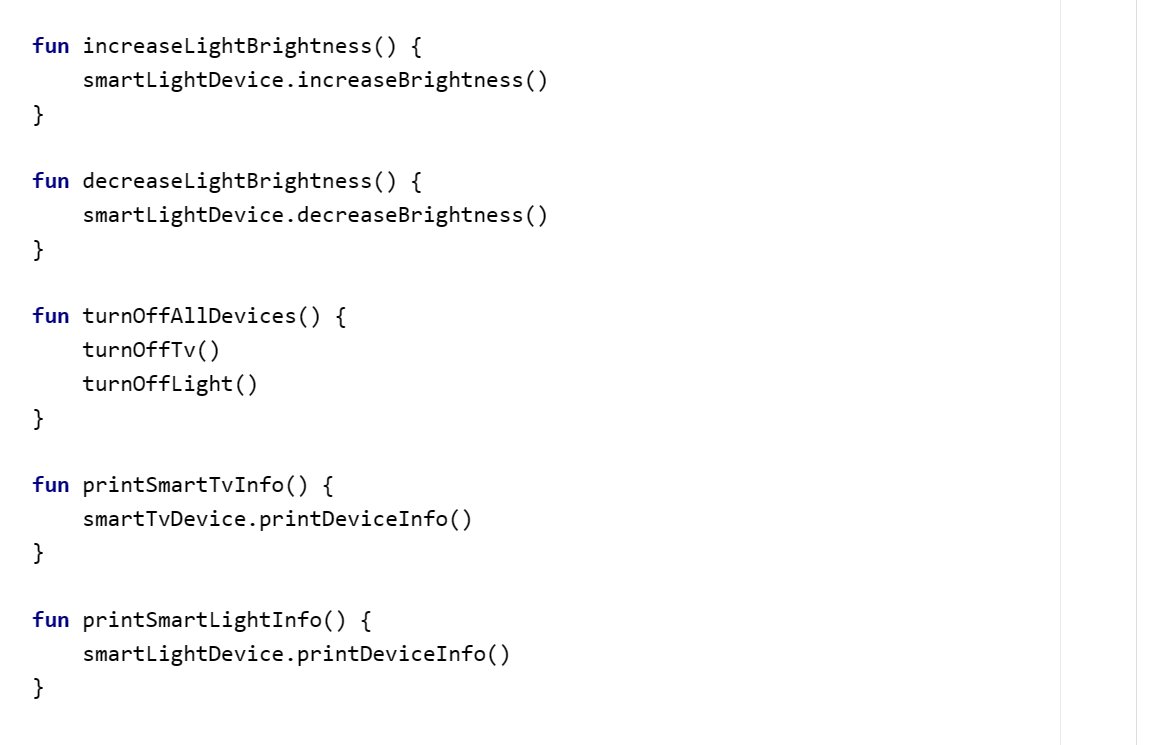 fun increaseLightBrightness() {
    smartLightDevice.increaseBrightness()
}

fun decreaseLightBrightness() {
    smartLightDevice.decreaseBrightness()
}

fun turnOffAllDevices() {
    turnOffTv()
    turnOffLight()
}

fun printSmartTvInfo() {
    smartTvDevice.printDeviceInfo()
}

fun printSmartLightInfo() {
    smartLightDevice.printDeviceInfo()
}